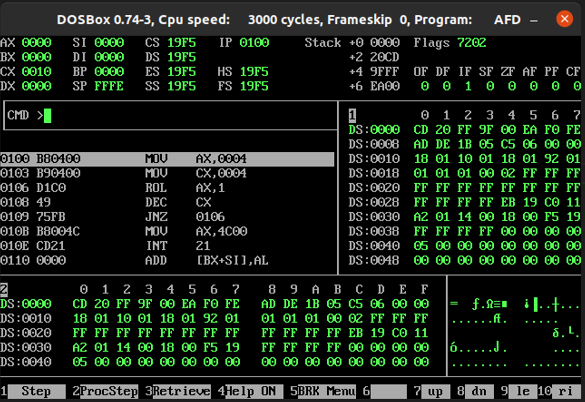 DOSBox 0.74-3, Cpu speed: 3000 cycles, Frameskip 0, Program: AFD
AX 0000 SI 0000 CS 19F5 IP 0100 Stack +0 0000 Flags 7202
BX 0000 DI 0000 DS 19F5 +2 20CD
CX 0010 BP 0000 ES 19F5 HS 19F5 +4 9FFF OF DF IF SF ZF AF PF CF
DX 0000 SP FFFE SS 19F5 FS 19F5 +6 EA00 0 0 1 0 0 0 0 0
CMD >
0100 B80400 MOV AX,0004
0103 B90400 MOV CX,0004
0106 D1C0 ROL AX,1
0108 49 DEC CX
0109 75FB JNZ 0106
010B B8004C MOV AX,4C00
010E CD21 INT 21
0110 0000 ADD [BX+SI],AL
1 0 1 2 3 4 5 6 7
DS:0000 CD 20 FF 9F 00 EA F0 FE
DS:0008 AD DE 1B 05 C5 06 00 00
DS:0010 18 01 10 01 18 01 92 01
DS:0018 01 01 01 00 02 FF FF FF
DS:0020 FF FF FF FF FF FF FF FF
DS:0028 FF FF FF FF EB 19 C0 11
DS:0030 A2 01 14 00 18 00 F5 19
DS:0038 FF FF FF FF 00 00 00 00
DS:0040 05 00 00 00 00 00 00 00
DS:0048 00 00 00 00 00 00 00 00
2 0 1 2 3 4 5 6 7 8 9 A B C D E F
DS:0000 CD 20 FF 9F 00 EA F0 FE AD DE 1B 05 C5 06 00 00
DS:0010 18 01 10 01 18 01 92 01 01 01 01 00 02 FF FF FF
DS:0020 FF FF FF FF FF FF FF FF FF FF FF FF EB 19 C0 11
DS:0030 A2 01 14 00 18 00 F5 19 FF FF FF FF 00 00 00 00
DS:0040 05 00 00 00 00 00 00 00 00 00 00 00 00 00 00 00
1 Step 2ProcStep 3Retrieve 4Help ON 5BRK Menu 6 7 up 8 dn 9 le 10 ri